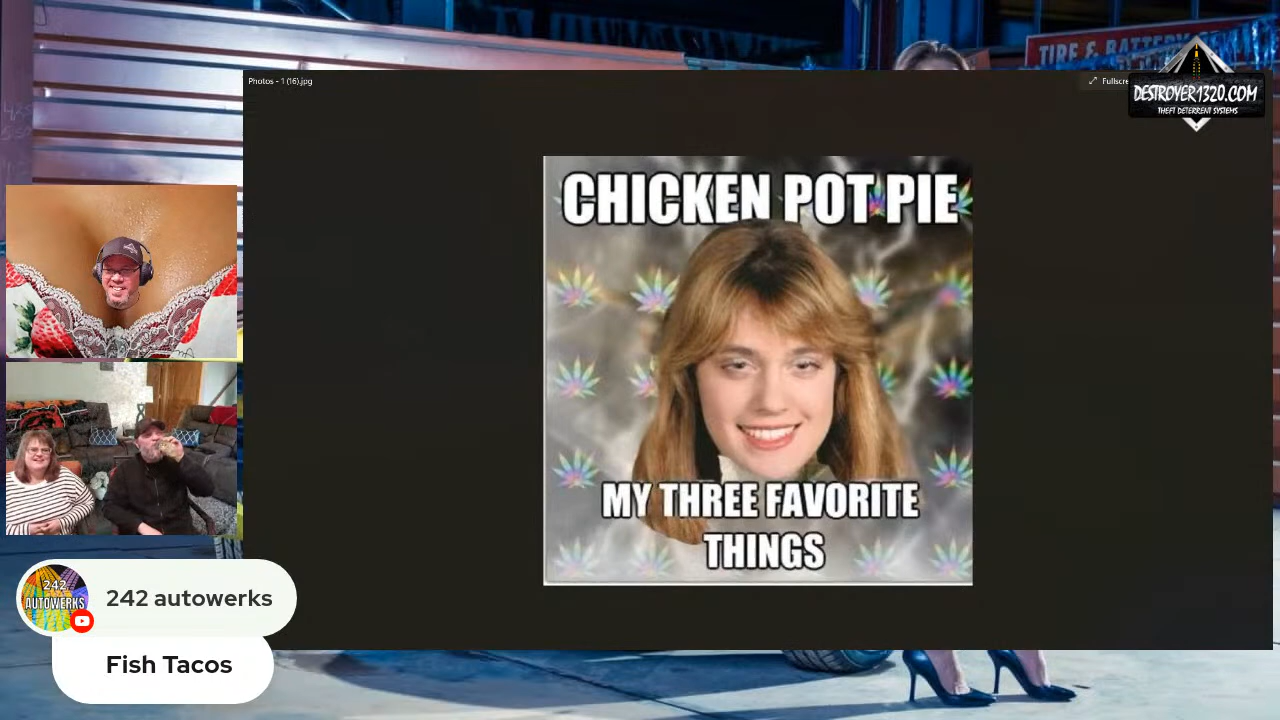 TIRE & BATTERY
Photos - 1 (16).jpg
Fullscre
DESTROYER1320.COM
THEFT DETERRENT SYSTEMS
CHICKEN POT PIE
MY THREE FAVORITE
THINGS
242
AUTOWERKS
242 autowerks
Fish Tacos